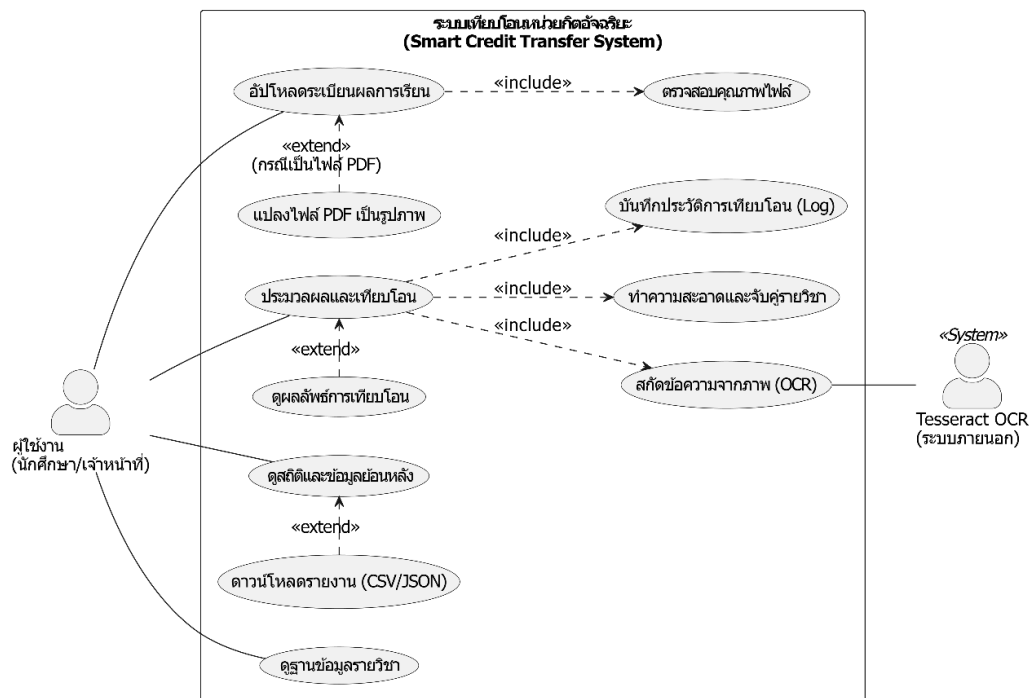 ระบบเทียบโอนหน่วยกิตอัจฉริยะ
(Smart Credit Transfer System)
อัปโหลดระเบียนผลการเรียน
«include»
ตรวจสอบคุณภาพไฟล์
«extend»
(กรณีเป็นไฟล์ PDF)
แปลงไฟล์ PDF เป็นรูปภาพ
«include»
บันทึกประวัติการเทียบโอน (Log)
ประมวลผลและเทียบโอน
«include»
ทำความสะอาดและจับคู่รายวิชา
«include»
«extend»
สกัดข้อความจากภาพ (OCR)
ดูผลลัพธ์การเทียบโอน
«System»
Tesseract OCR
(ระบบภายนอก)
ผู้ใช้งาน
(นักศึกษา/เจ้าหน้าที่)
ดูสถิติและข้อมูลย้อนหลัง
«extend»
ดาวน์โหลดรายงาน (CSV/JSON)
ดูฐานข้อมูลรายวิชา